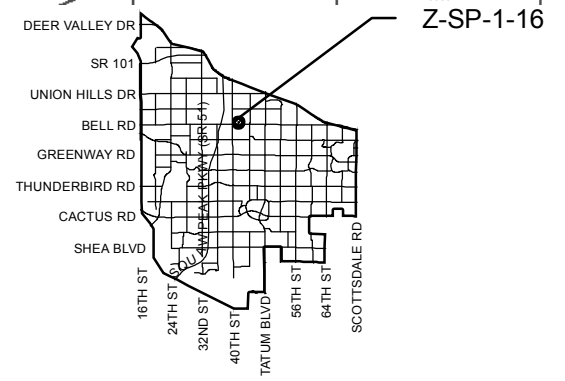 Z-SP-1-16
DEER VALLEY DR
SR 101
UNION HILLS DR
BELL RD
GREENWAY RD
THUNDERBIRD RD
CACTUS RD
SHEA BLVD
SQUAW PEAK PKWY (SR 51)
16TH ST
24TH ST
32ND ST
40TH ST
TATUM BLVD
56TH ST
64TH ST
SCOTTSDALE RD